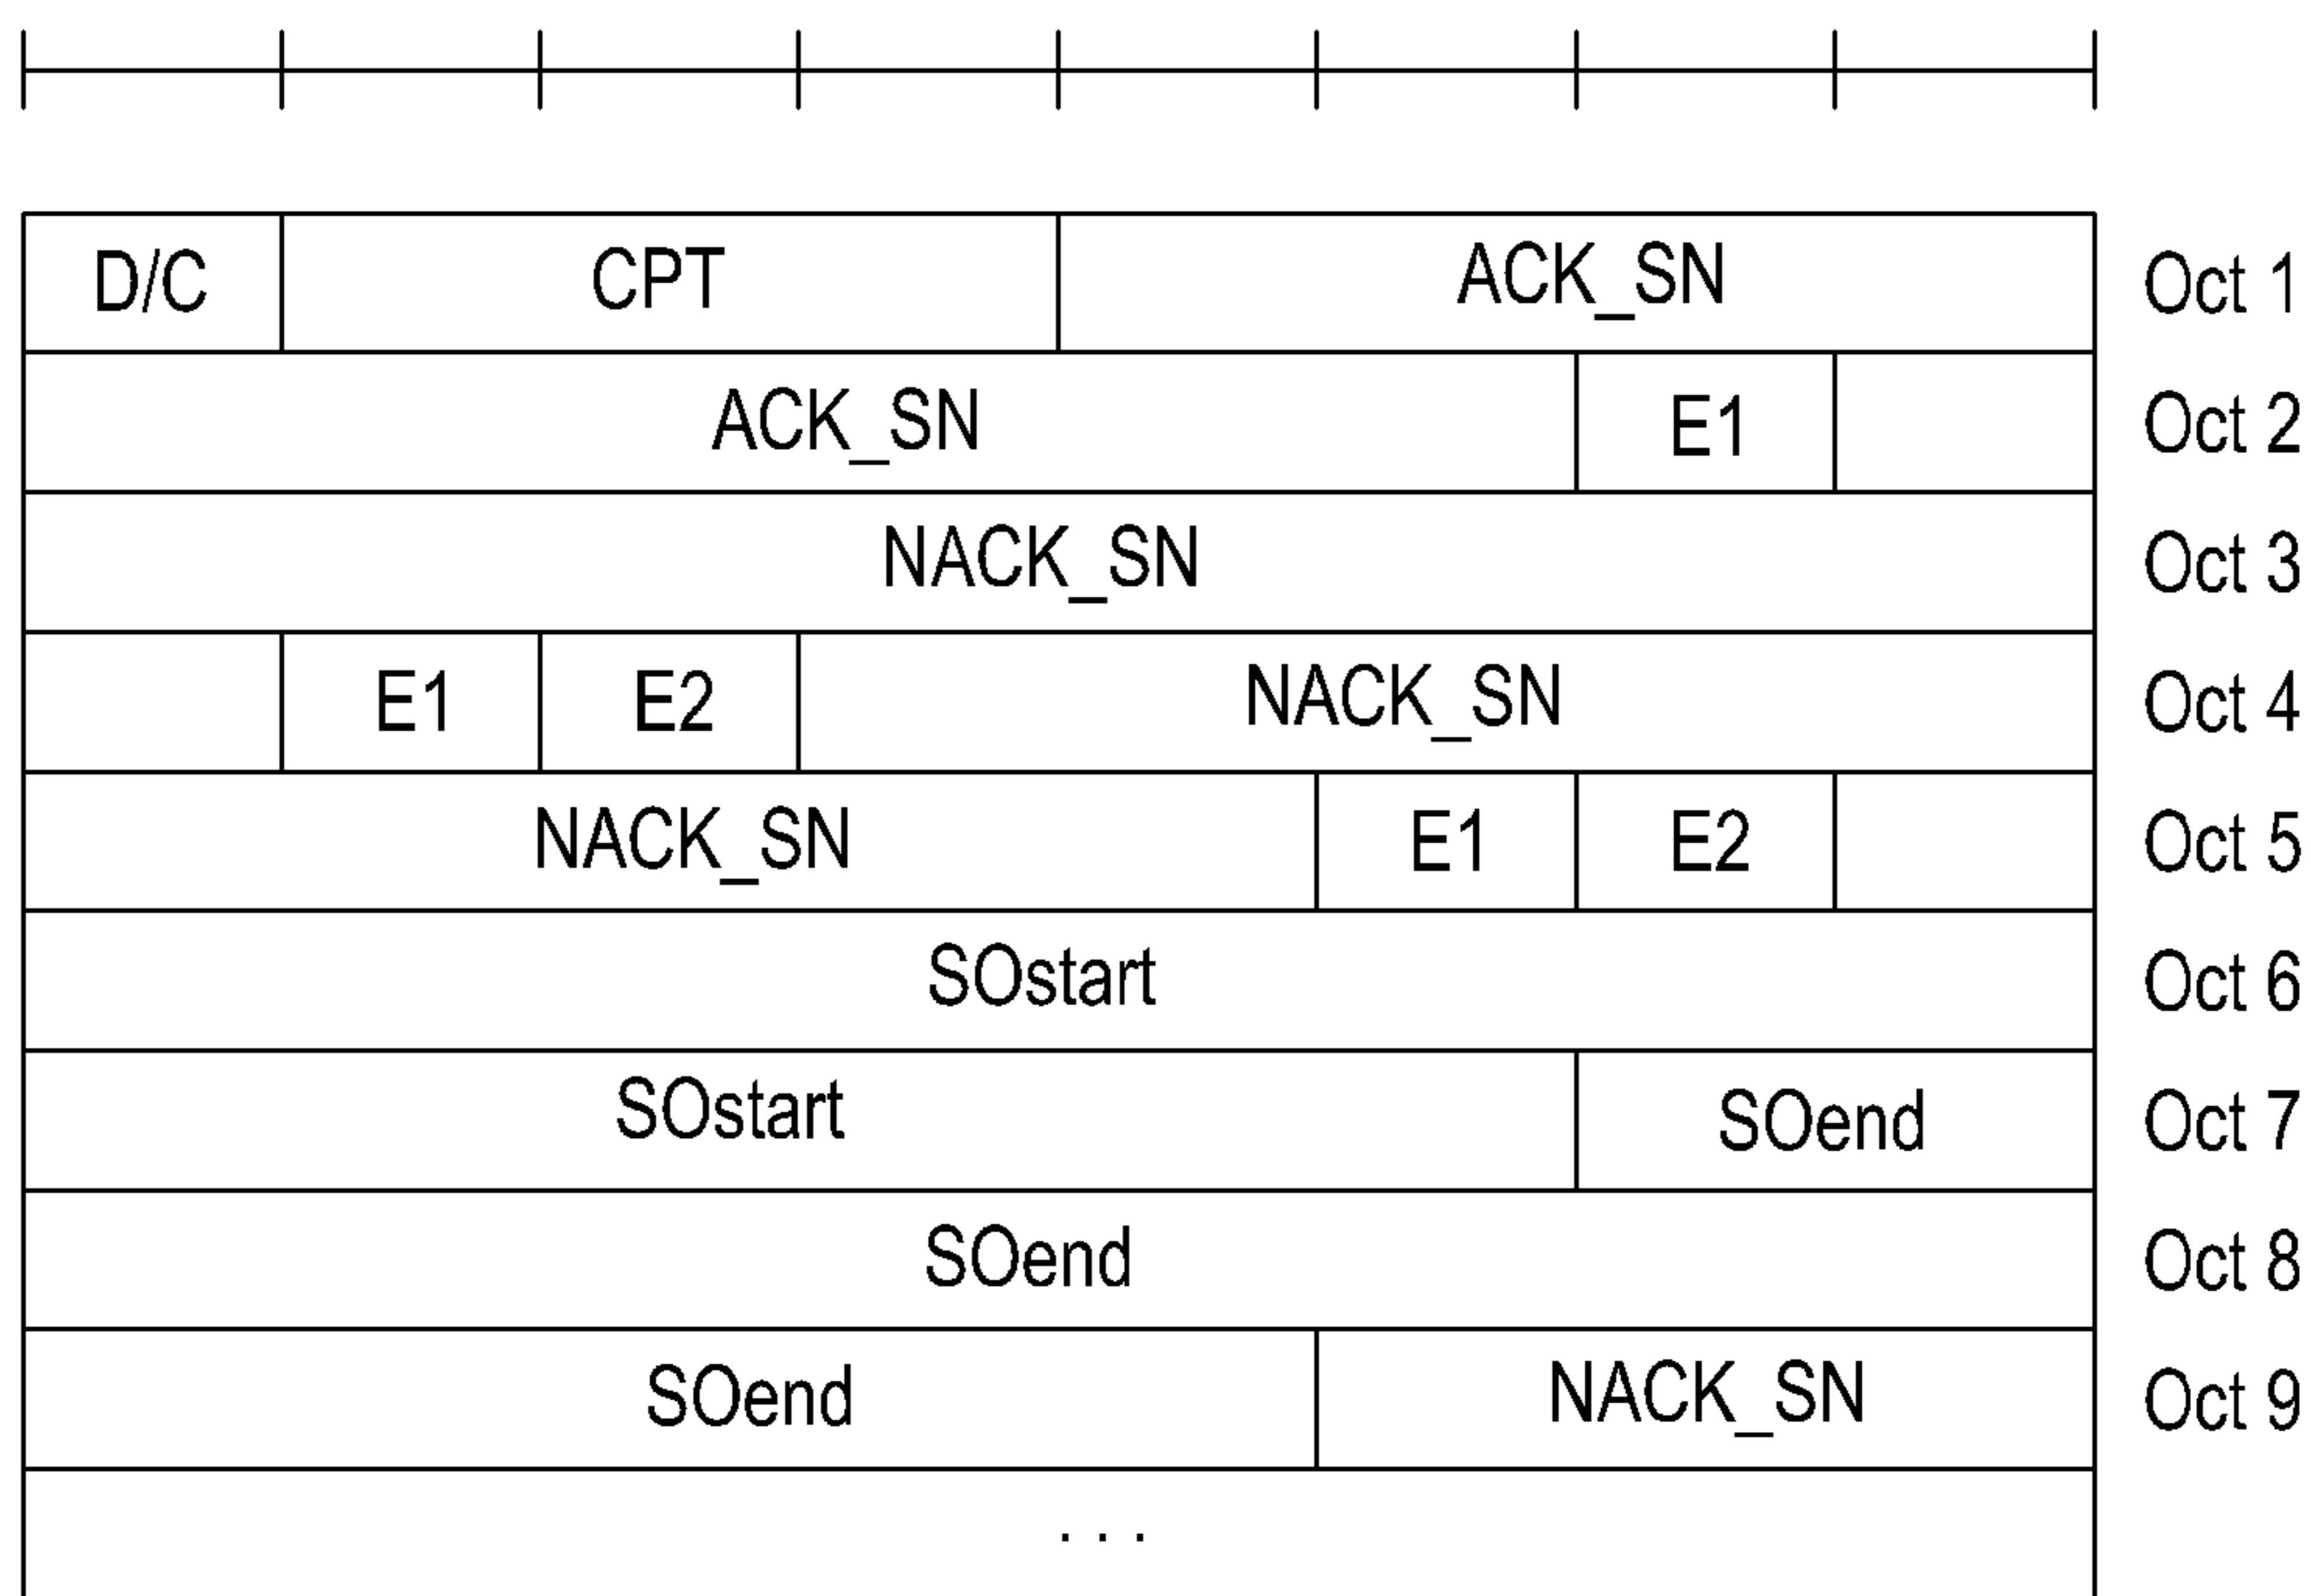 D/C CPT ACK_SN Oct 1
ACK_SN E1 Oct 2
NACK_SN Oct 3
E1 E2 NACK_SN Oct 4
NACK_SN E1 E2 Oct 5
SOstart Oct 6
SOstart SOend Oct 7
SOend Oct 8
SOend NACK_SN Oct 9
. . .